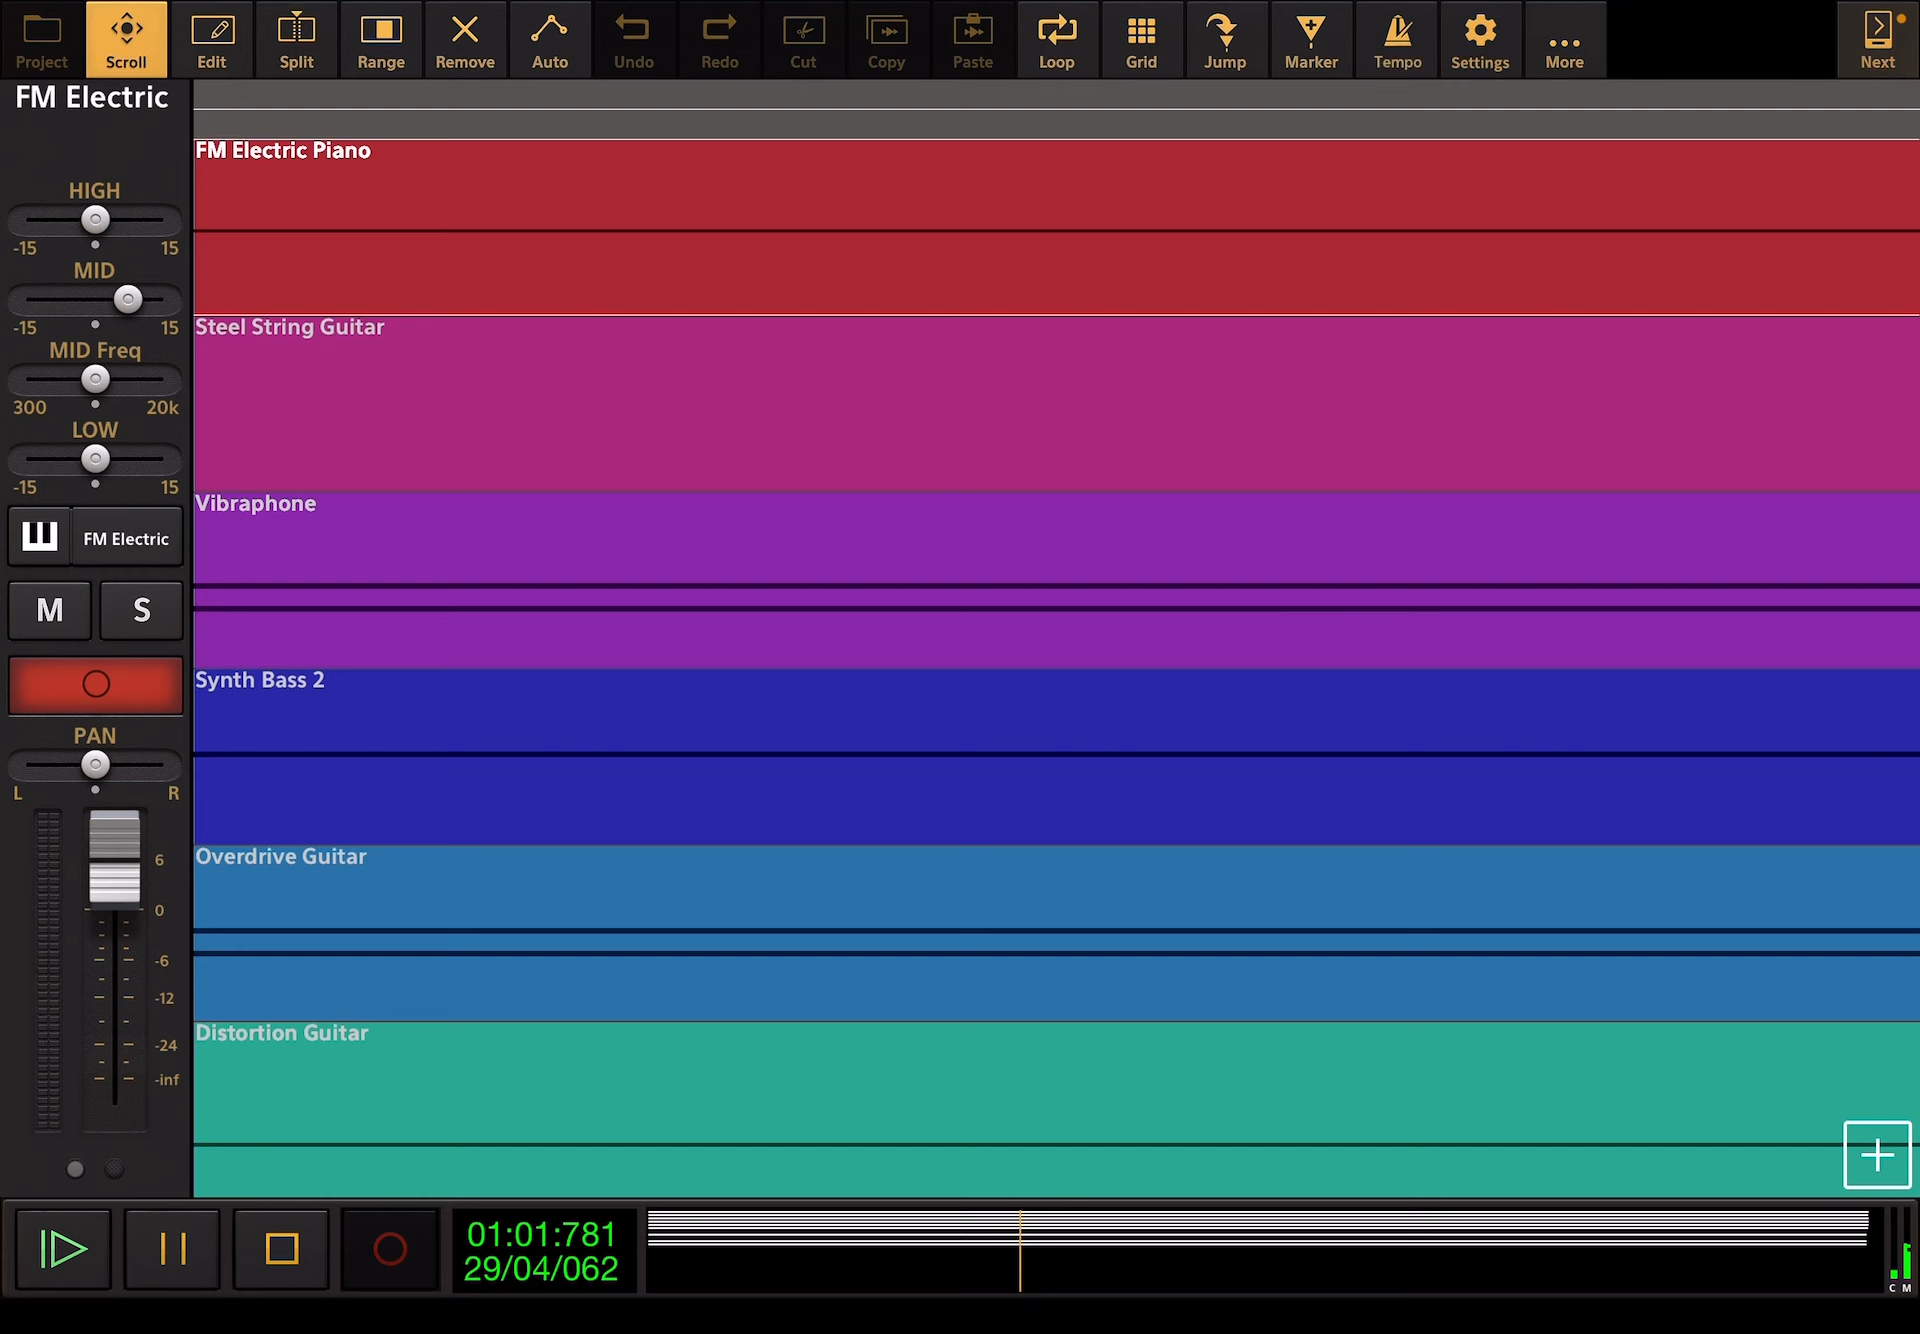 Project Scroll Edit Split Range Remove Auto Undo Redo Cut Copy Paste Loop Grid Jump Marker Tempo Settings More Next
FM Electric
FM Electric Piano
HIGH
-15 15
MID
-15 15
MID Freq
300 20k
LOW
-15 15
FM Electric
M S
PAN
L R
6
0
-6
-12
-24
-inf
Steel String Guitar
Vibraphone
Synth Bass 2
Overdrive Guitar
Distortion Guitar
01:01:781
29/04/062
C M